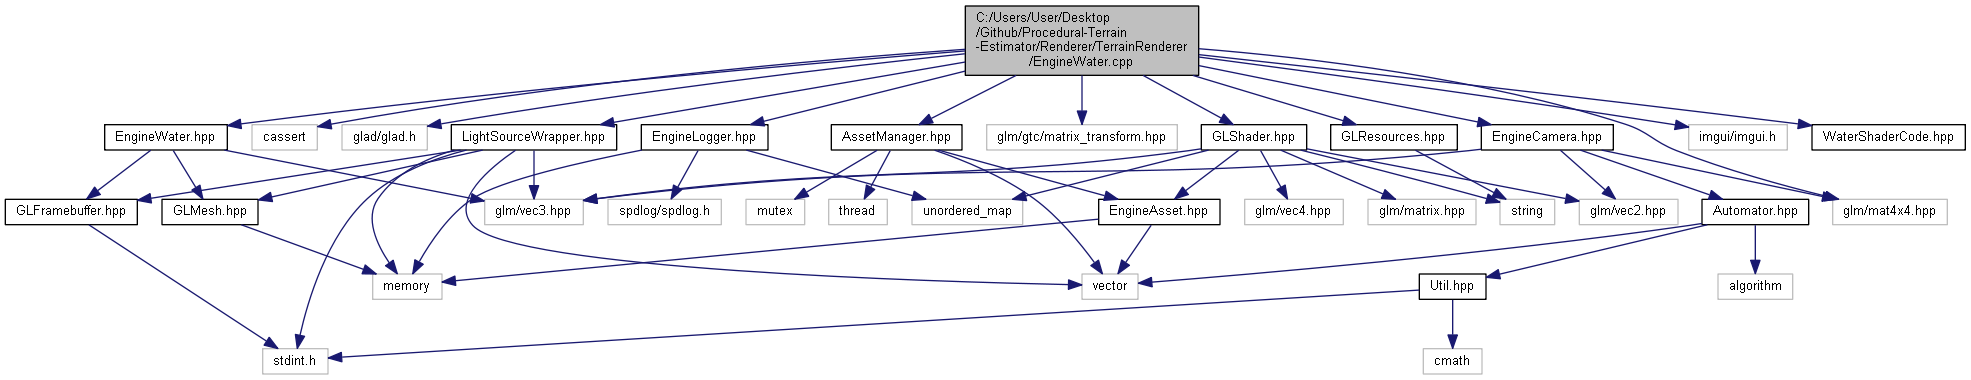 C:/Users/User/Desktop
/Github/Procedural-Terrain
-Estimator/Renderer/TerrainRenderer
/EngineWater.cpp
EngineWater.hpp
cassert
glad/glad.h
LightSourceWrapper.hpp
EngineLogger.hpp
AssetManager.hpp
glm/gtc/matrix_transform.hpp
GLShader.hpp
GLResources.hpp
EngineCamera.hpp
imgui/imgui.h
WaterShaderCode.hpp
GLFramebuffer.hpp
GLMesh.hpp
glm/vec3.hpp
spdlog/spdlog.h
mutex
thread
unordered_map
EngineAsset.hpp
glm/vec4.hpp
glm/matrix.hpp
string
glm/vec2.hpp
Automator.hpp
glm/mat4x4.hpp
memory
vector
Util.hpp
algorithm
stdint.h
cmath